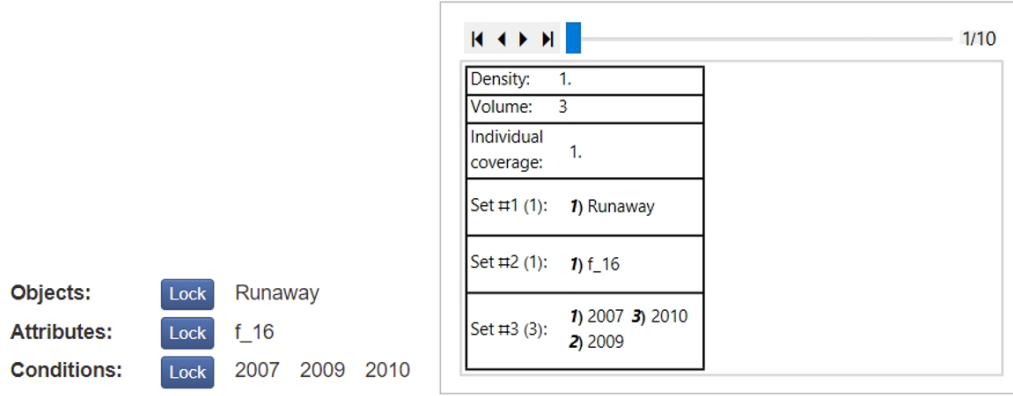 Objects: Lock Runaway
Attributes: Lock f_16
Conditions: Lock 2007 2009 2010
1/10
Density: 1.
Volume: 3
Individual
coverage: 1.
Set #1 (1): 1) Runaway
Set #2 (1): 1) f_16
Set #3 (3): 1) 2007 3) 2010
2) 2009